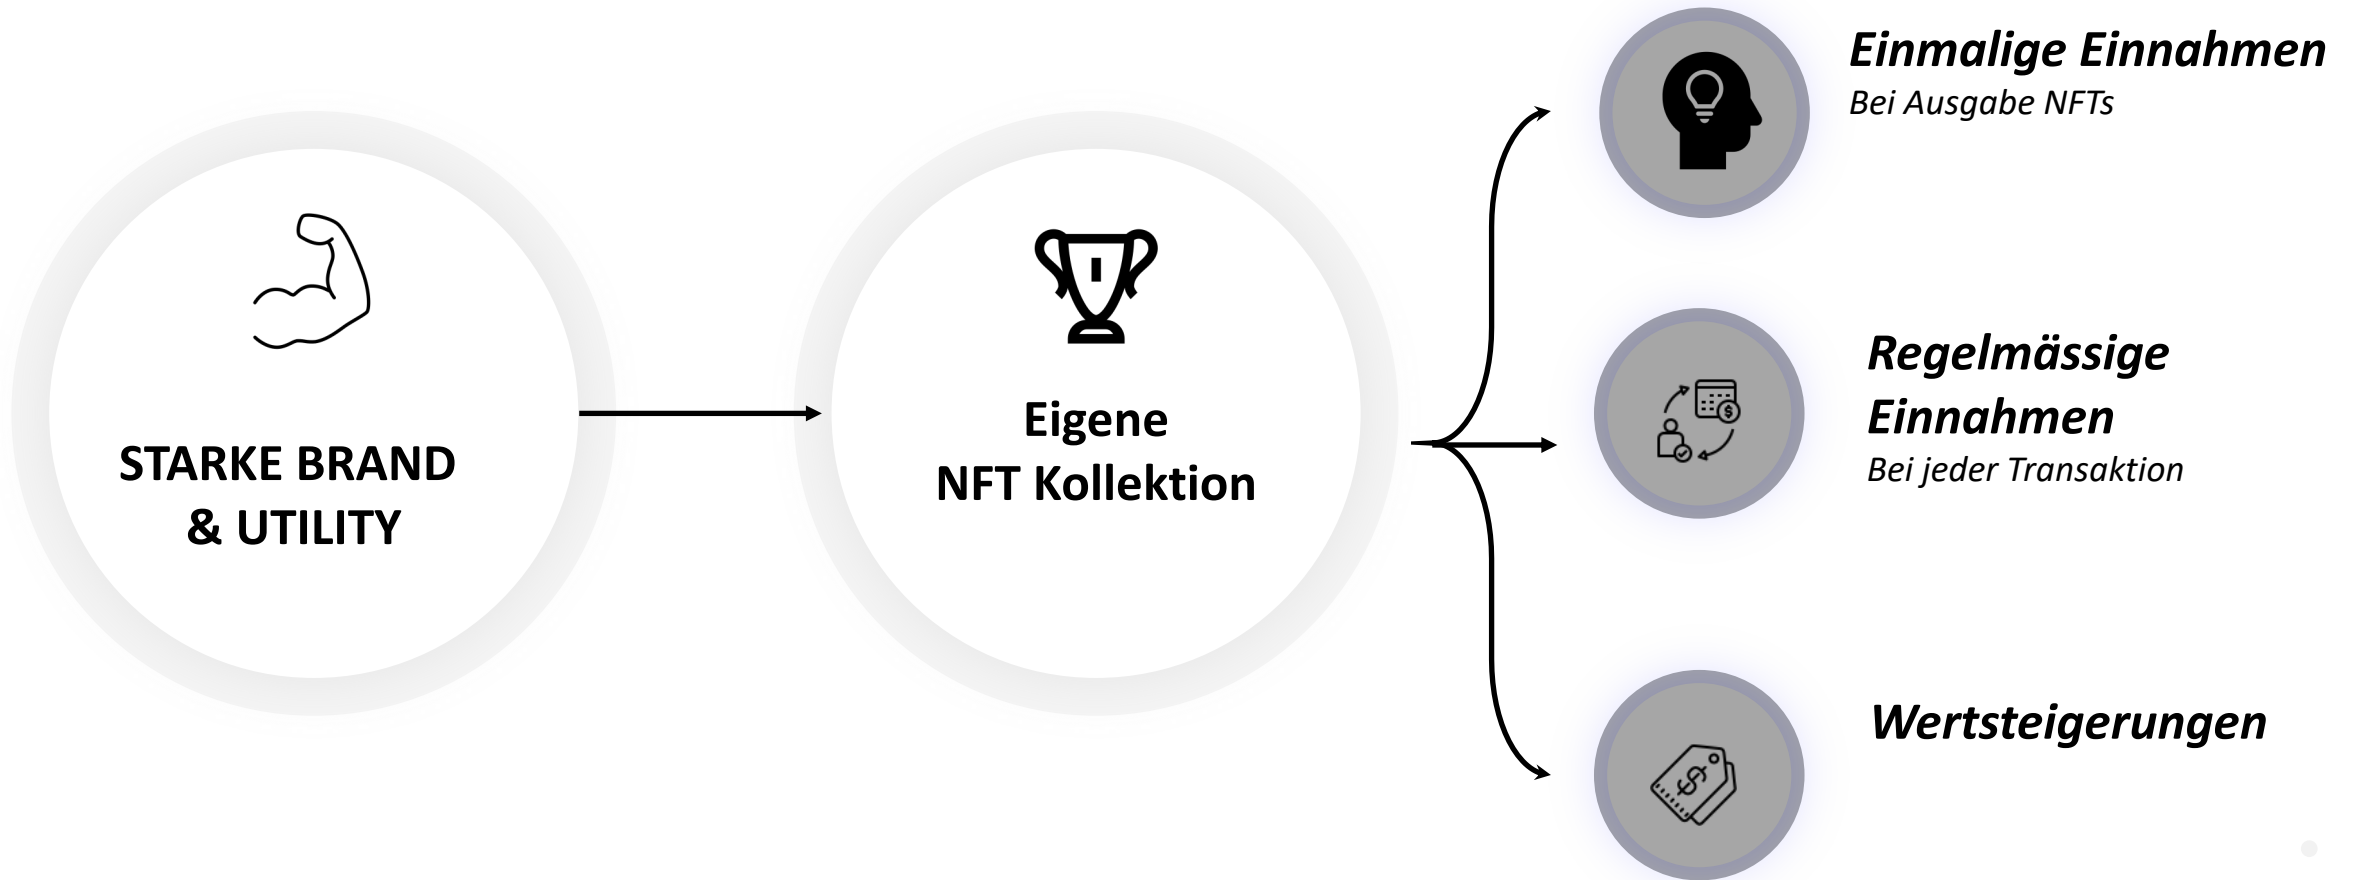 STARKE BRAND
& UTILITY
Eigene
NFT Kollektion
Einmalige Einnahmen
Bei Ausgabe NFTs
Regelmässige
Einnahmen
Bei jeder Transaktion
Wertsteigerungen